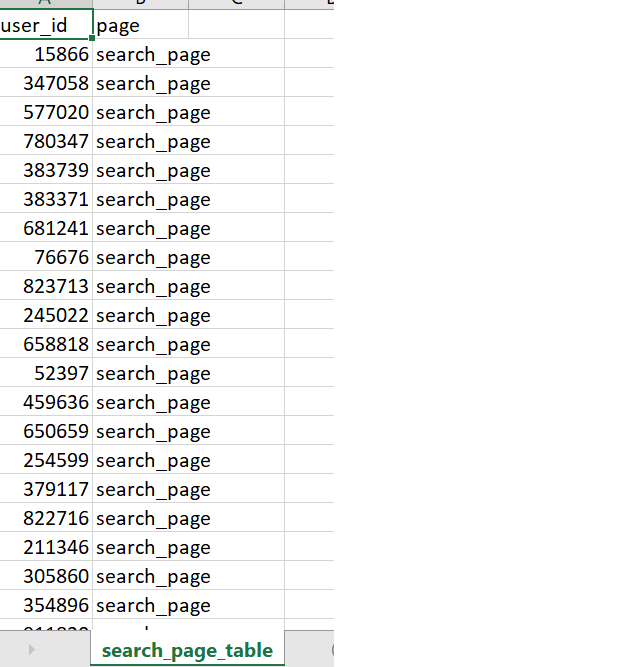 user_id page
15866 search_page
347058 search_page
577020 search_page
780347 search_page
383739 search_page
383371 search_page
681241 search_page
76676 search_page
823713 search_page
245022 search_page
658818 search_page
52397 search_page
459636 search_page
650659 search_page
254599 search_page
379117 search_page
822716 search_page
211346 search_page
305860 search_page
354896 search_page
search_page_table